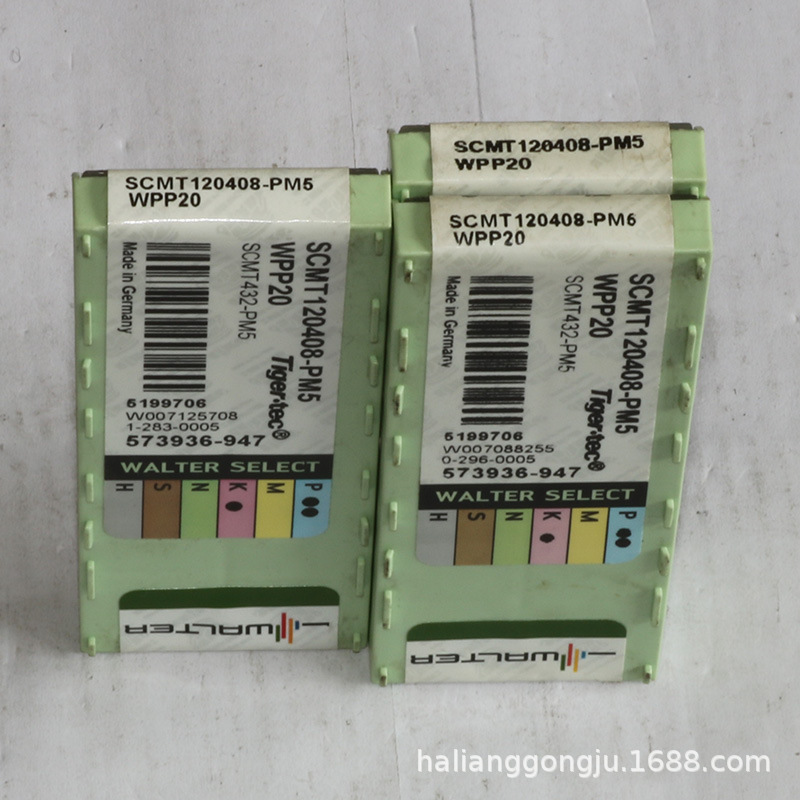 SCMT120408-PM5
WPP20
SCMT120408-PM5
WPP20
SCMT432-PM5
Tiger·tec®
Made in Germany
5199706
W007125708
1-283-0005
573936-947
WALTER SELECT
H S N K M P
WALTER
SCMT120408-PM5
WPP20
SCMT120408-PM6
WPP20
SCMT120408-PM5
WPP20
SCMT432-PM5
Tiger·tec®
Made in Germany
5199706
W007088255
0-296-0005
573936-947
WALTER SELECT
H S N K M P
WALTER
halianggongju.1688.com